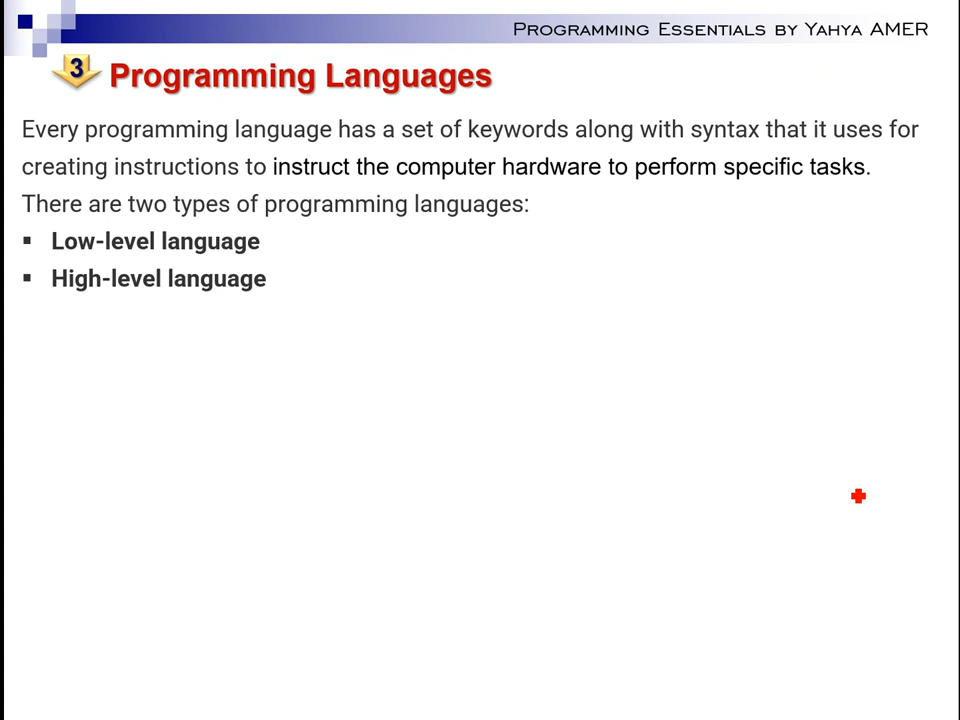 Programming Essentials by Yahya AMER
3 Programming Languages
Every programming language has a set of keywords along with syntax that it uses for
creating instructions to instruct the computer hardware to perform specific tasks.
There are two types of programming languages:
▪ Low-level language
▪ High-level language